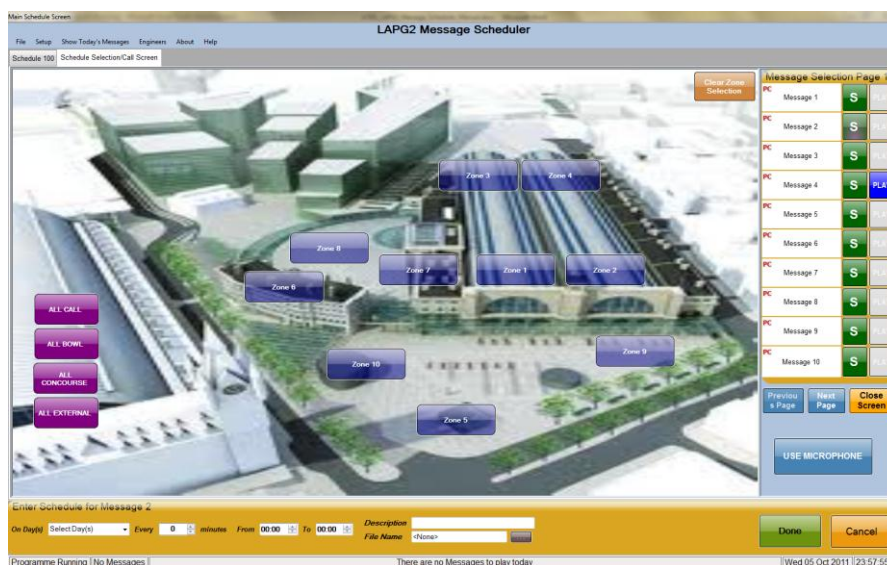 Main Schedule Screen
LAPG2 Message Scheduler
File Setup Show Today's Messages Engineers About Help
Schedule 100 Schedule Selection/Call Screen
Clear Zone
Selection
Message Selection Page
PC Message 1 S
PC Message 2 S
PC Message 3 S
PC Message 4 S PLA
PC Message 5 S
PC Message 6 S
PC Message 7 S
PC Message 8 S
PC Message 9 S
PC Message 10 S
Zone 3
Zone 4
Zone 8
Zone 7
Zone 1
Zone 2
Zone 6
Zone 9
Zone 10
Zone 5
ALL CALL
ALL BOWL
ALL
CONCOURSE
ALL EXTERNAL
Previou
s Page
Next
Page
Close
Screen
USE MICROPHONE
Enter Schedule for Message 2
On Day(s) Select Day(s) Every 0 minutes From 00:00 To 00:00
Description
File Name <None>
Done
Cancel
Programme Running No Messages There are no Messages to play today Wed 05 Oct 2011 23:57:55